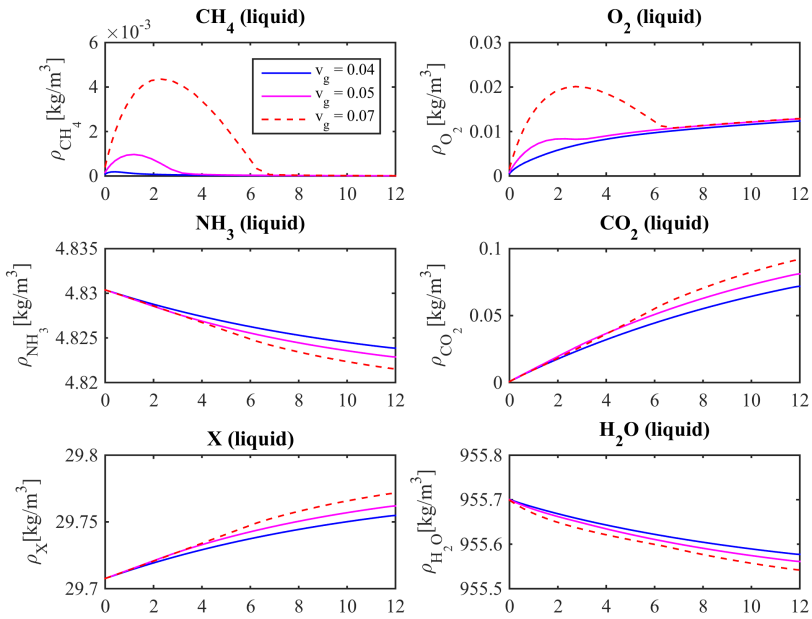 CH4 (liquid)
×10-3
6
4
2
0
ρCH4 [kg/m3]
vg = 0.04
vg = 0.05
vg = 0.07
0 2 4 6 8 10 12
O2 (liquid)
0.03
0.02
0.01
0
ρO2 [kg/m3]
0 2 4 6 8 10 12
NH3 (liquid)
4.835
4.83
4.825
4.82
ρNH3 [kg/m3]
0 2 4 6 8 10 12
CO2 (liquid)
0.1
0.05
0
ρCO2 [kg/m3]
0 2 4 6 8 10 12
X (liquid)
29.8
29.75
29.7
ρX[kg/m3]
0 2 4 6 8 10 12
H2O (liquid)
955.8
955.7
955.6
955.5
ρH2O [kg/m3]
0 2 4 6 8 10 12